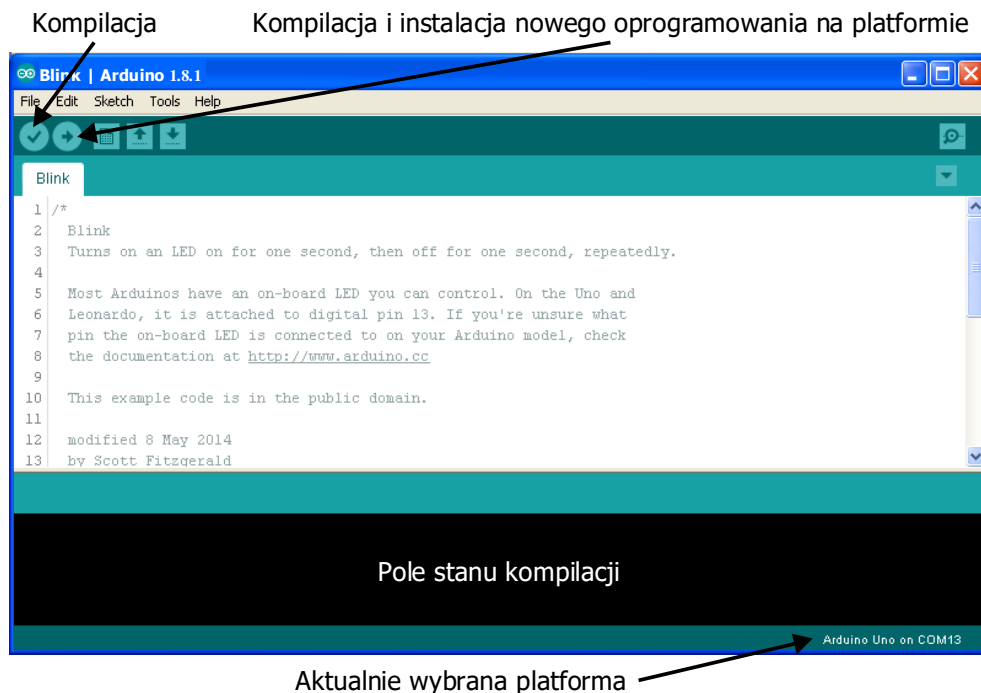 Kompilacja
Kompilacja i instalacja nowego oprogramowania na platformie
Blink | Arduino 1.8.1
File Edit Sketch Tools Help
Blink
1 /*
2 Blink
3 Turns on an LED on for one second, then off for one second, repeatedly.
4
5 Most Arduinos have an on-board LED you can control. On the Uno and
6 Leonardo, it is attached to digital pin 13. If you're unsure what
7 pin the on-board LED is connected to on your Arduino model, check
8 the documentation at http://www.arduino.cc
9
10 This example code is in the public domain.
11
12 modified 8 May 2014
13 by Scott Fitzgerald
Pole stanu kompilacji
Arduino Uno on COM13
Aktualnie wybrana platforma